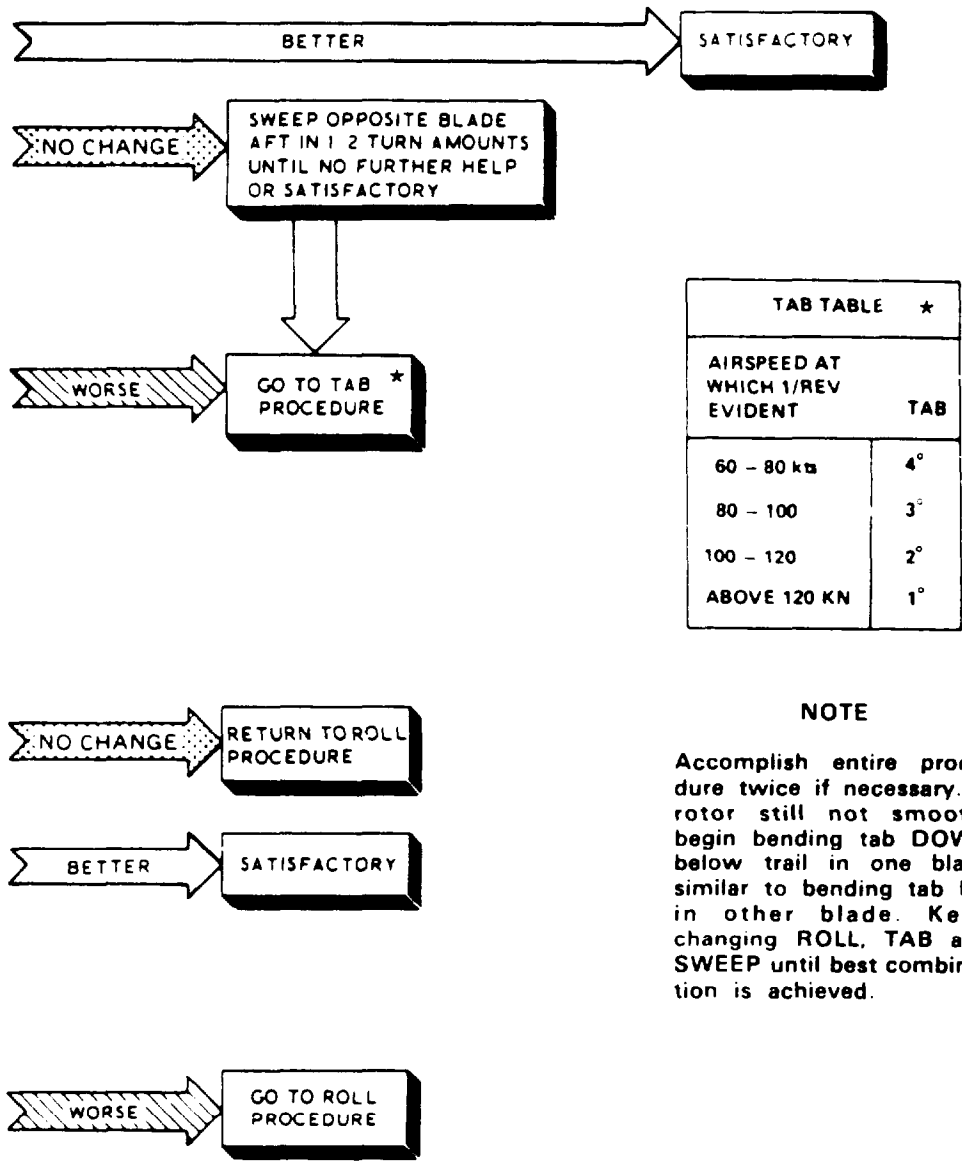 BETTER
SATISFACTORY
NO CHANGE
SWEEP OPPOSITE BLADE
AFT IN 1 2 TURN AMOUNTS
UNTIL NO FURTHER HELP
OR SATISFACTORY
WORSE
GO TO TAB ★
PROCEDURE
TAB TABLE ★
AIRSPEED AT
WHICH 1/REV
EVIDENT TAB
60 – 80 kts 4°
80 – 100 3°
100 – 120 2°
ABOVE 120 KN 1°
NO CHANGE
RETURN TO ROLL
PROCEDURE
BETTER
SATISFACTORY
WORSE
GO TO ROLL
PROCEDURE
NOTE
Accomplish entire proc
dure twice if necessary.
rotor still not smoo
begin bending tab DOW
below trail in one bla
similar to bending tab
in other blade. Ke
changing ROLL, TAB a
SWEEP until best combin
tion is achieved.